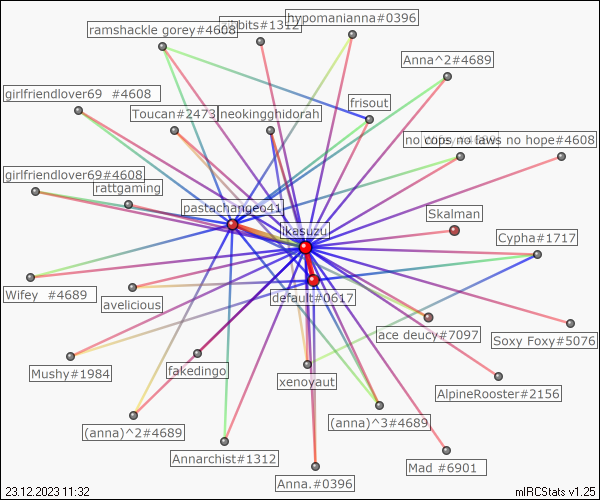 ramshackle gorey#4608
hypomanianna#0396
Anna^2#4689
girlfriendlover69 #4608
Toucan#2473
neokingghidorah
frisout
no cops no laws no hope#4608
girlfriendlover69#4608
rattgaming
pastachangeo41
Ikasuzu
Skalman
Cypha#1717
Wifey #4689
avelicious
default#0617
ace deucy#7097
Soxy Foxy#5076
Mushy#1984
fakedingo
xenoyaut
AlpineRooster#2156
(anna)^2#4689
(anna)^3#4689
Annarchist#1312
Anna.#0396
Mad #6901
23.12.2023 11:32
mIRCStats v1.25